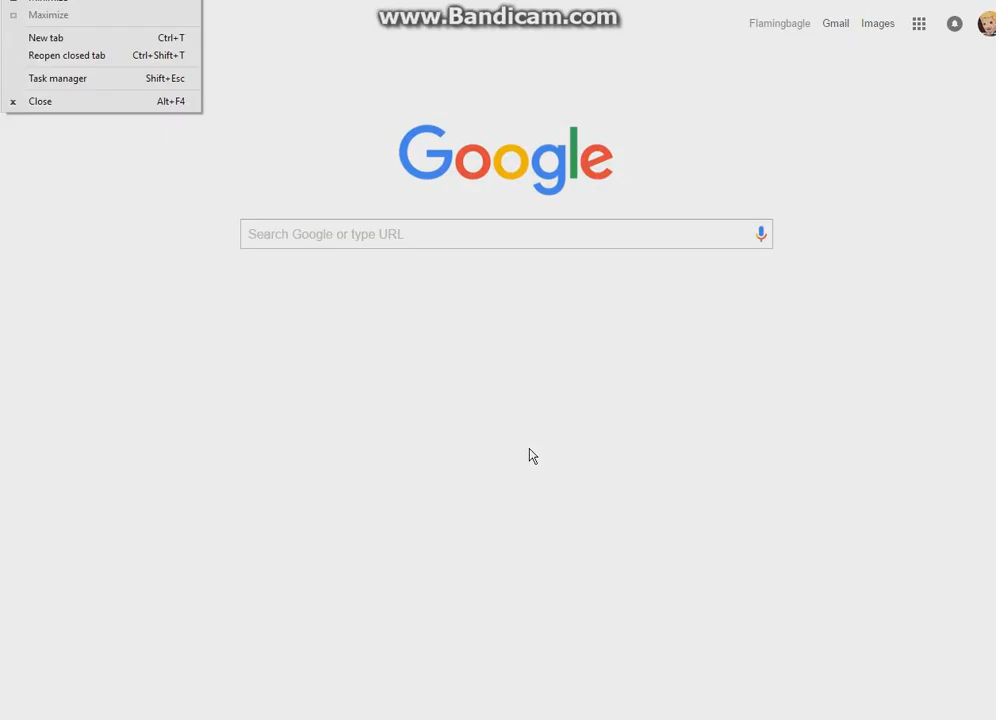 www.Bandicam.com
Minimize
Maximize
New tab Ctrl+T
Reopen closed tab Ctrl+Shift+T
Task manager Shift+Esc
x Close Alt+F4
Flamingbagle Gmail Images
Google
Search Google or type URL